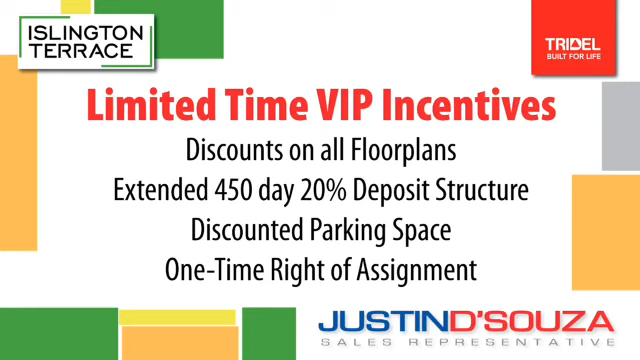 ISLINGTON
TERRACE
TRIDEL
BUILT FOR LIFE
Limited Time VIP Incentives
Discounts on all Floorplans
Extended 450 day 20% Deposit Structure
Discounted Parking Space
One-Time Right of Assignment
JUSTIND'SOUZA
SALES REPRESENTATIVE